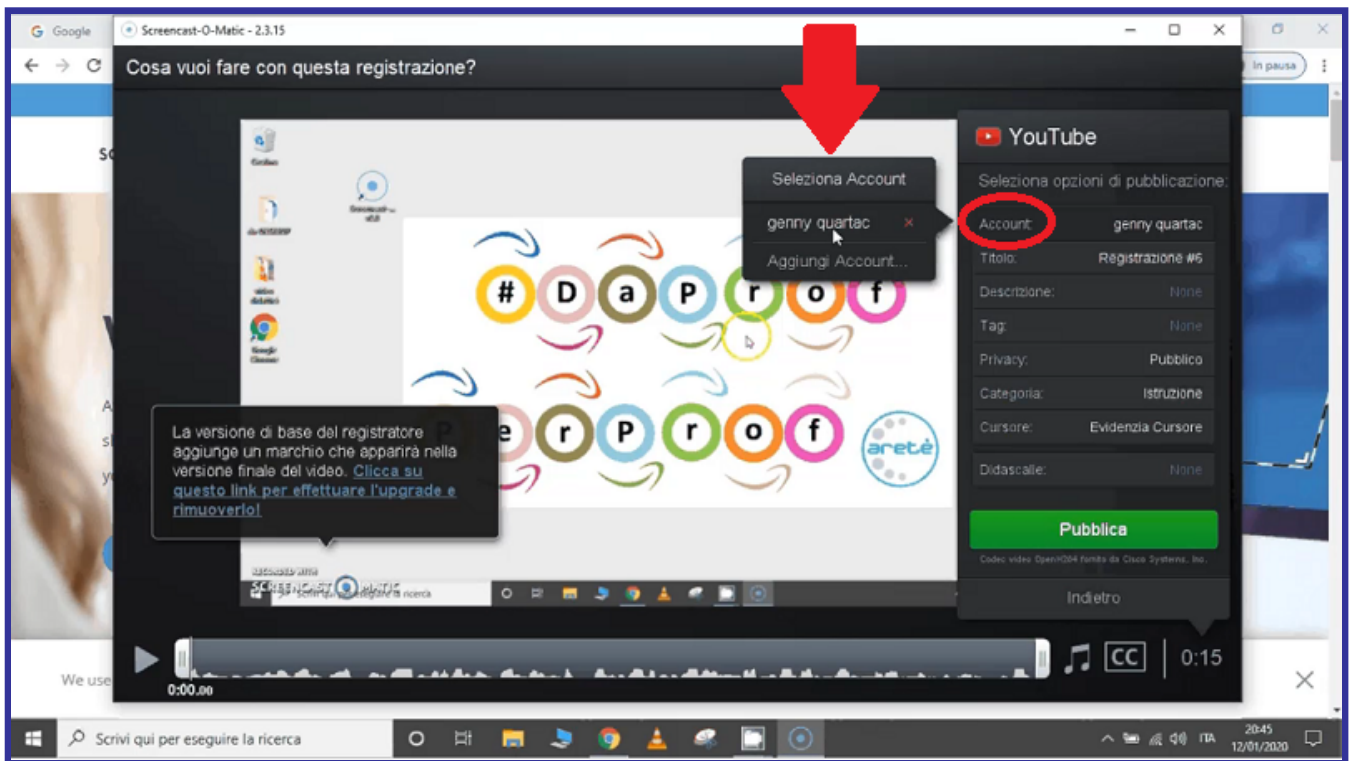 Google
Screencast-O-Matic - 2.3.15
In pausa
Cosa vuoi fare con questa registrazione?
YouTube
Seleziona opzioni di pubblicazione:
Seleziona Account
genny quartac ×
Aggiungi Account...
Account: genny quartac
Titolo: Registrazione #6
Descrizione: None
Tag: None
Privacy: Pubblico
Categoria: Istruzione
Cursore: Evidenzia Cursore
Didascalie: None
Pubblica
Codec video OpenH264 fornito da Cisco Systems, Inc.
Indietro
Cestino
Google
Chrome
#DaProf
PerProf
aretè
La versione di base del registratore
aggiunge un marchio che apparirà nella
versione finale del video. Clicca su
questo link per effettuare l'upgrade e
rimuoverlo!
RECORDED WITH
SCREENCAST MATIC
We use
0:00.00
CC
0:15
Scrivi qui per eseguire la ricerca
ITA
20:45
12/01/2020